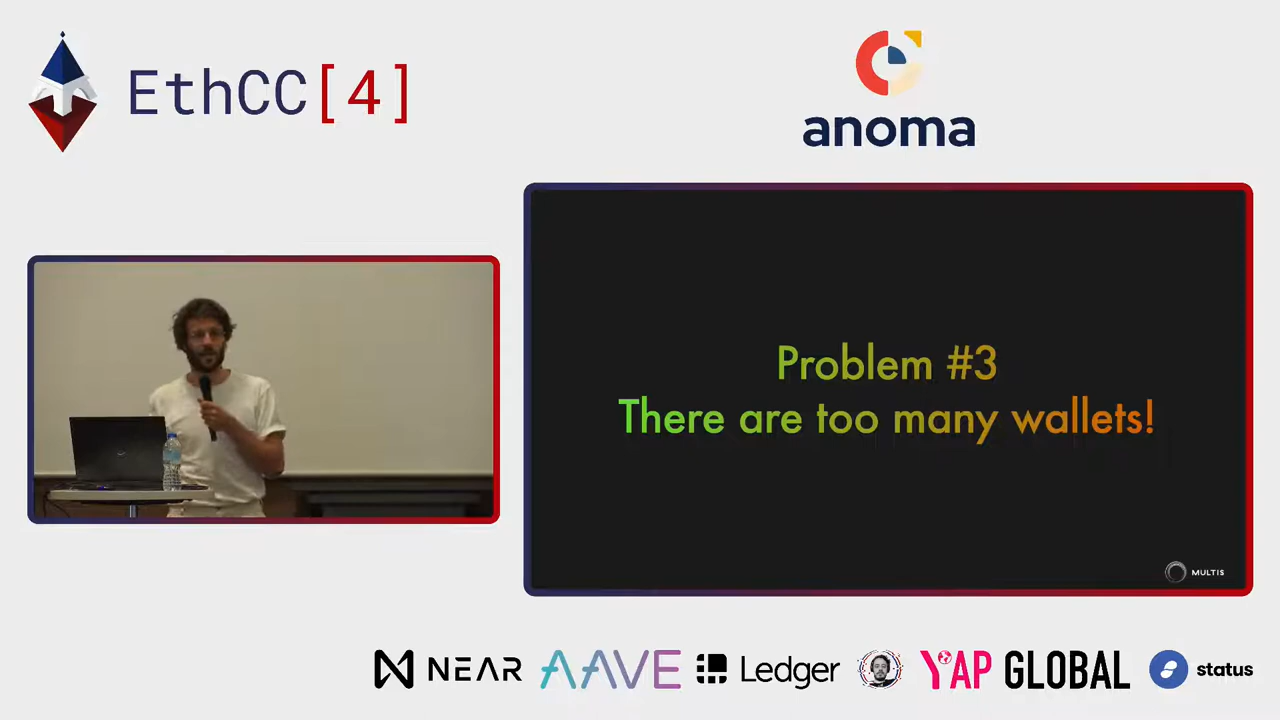 EthCC[4]
anoma
Problem #3
There are too many wallets!
MULTIS
NEAR
AAVE
Ledger
YAP GLOBAL
status